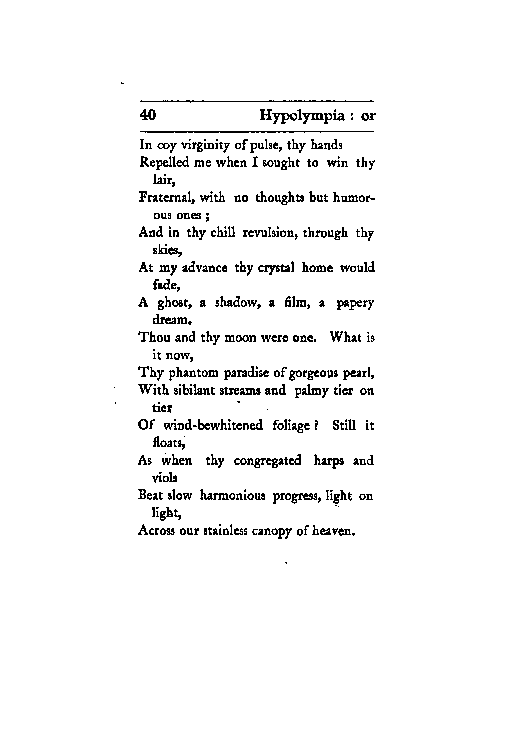 40 Hypolympia : or
In coy virginity of pulse, thy hands
Repelled me when I sought to win thy
lair,
Fraternal, with no thoughts but humor-
ous ones ;
And in thy chill revulsion, through thy
skies,
At my advance thy crystal home would
fade,
A ghost, a shadow, a film, a papery
dream.
Thou and thy moon were one. What is
it now,
Thy phantom paradise of gorgeous pearl,
With sibilant streams and palmy tier on
tier
Of wind-bewhitened foliage ? Still it
floats,
As when thy congregated harps and
viols
Beat slow harmonious progress, light on
light,
Across our stainless canopy of heaven.